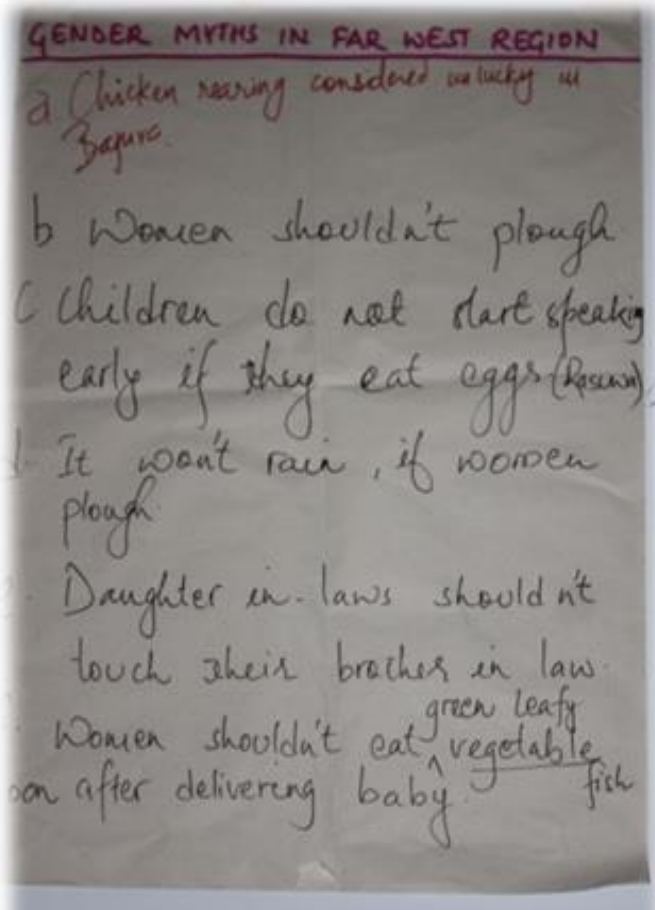 GENDER MYTHS IN FAR WEST REGION
a Chicken rearing considered unlucky in
Bajura.
b Women shouldn't plough
C Children do not start speaking
early if they eat eggs (Rasuwa)
It won't rain, if women
plough
Daughter in-laws shouldn't
touch their brother in law.
green leafy
Women shouldn't eat ^ vegetable
after delivering baby. fish